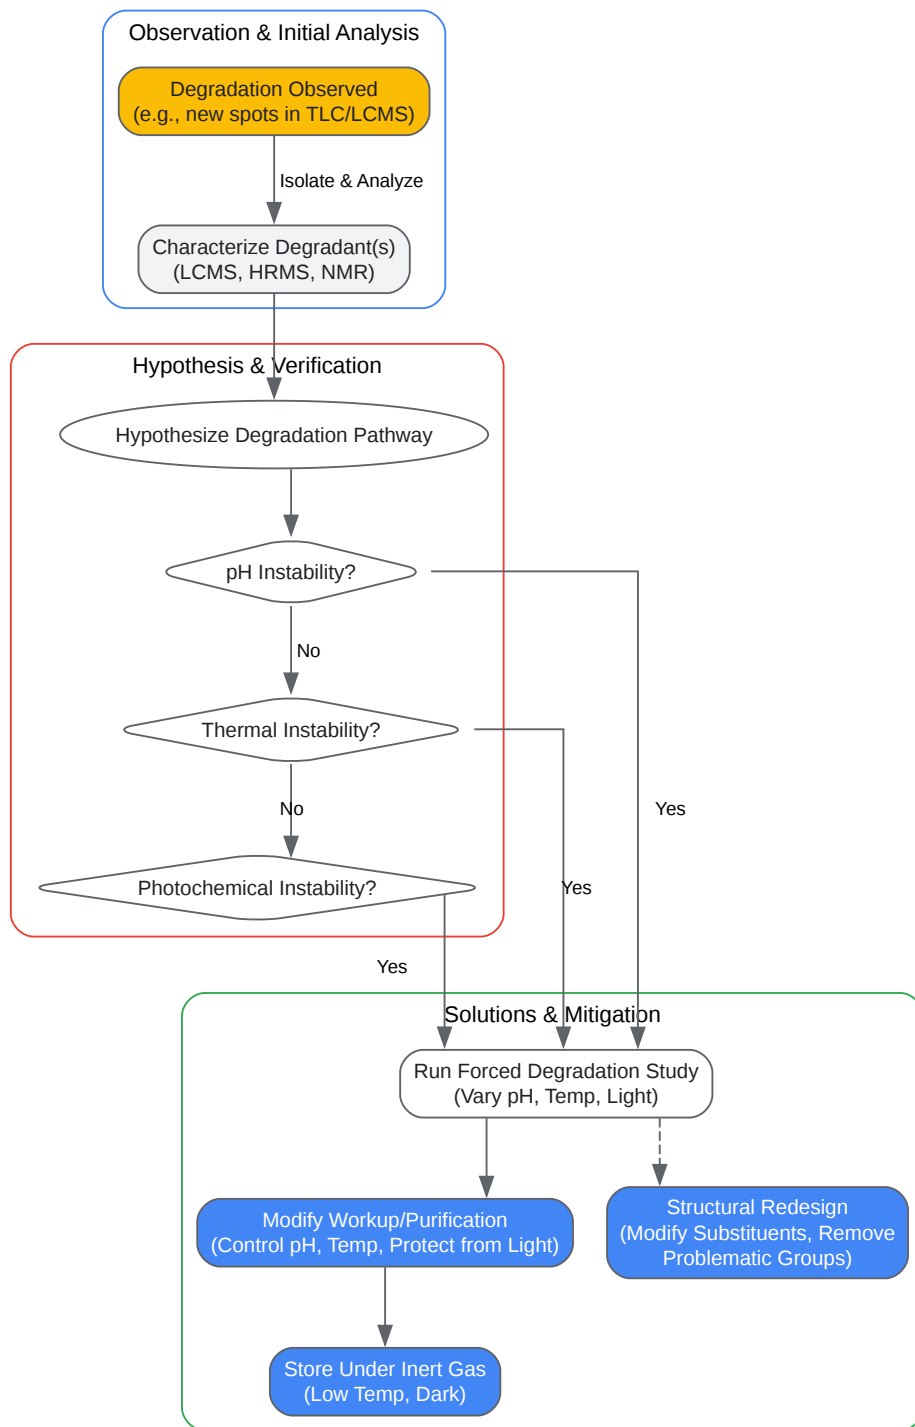 Observation & Initial Analysis
Degradation Observed
(e.g., new spots in TLC/LCMS)
Isolate & Analyze
Characterize Degradant(s)
(LCMS, HRMS, NMR)
Hypothesis & Verification
Hypothesize Degradation Pathway
pH Instability?
No
Thermal Instability?
No
Yes
Photochemical Instability?
Yes
Yes
Solutions & Mitigation
Run Forced Degradation Study
(Vary pH, Temp, Light)
Modify Workup/Purification
(Control pH, Temp, Protect from Light)
Structural Redesign
(Modify Substituents, Remove
Problematic Groups)
Store Under Inert Gas
(Low Temp, Dark)